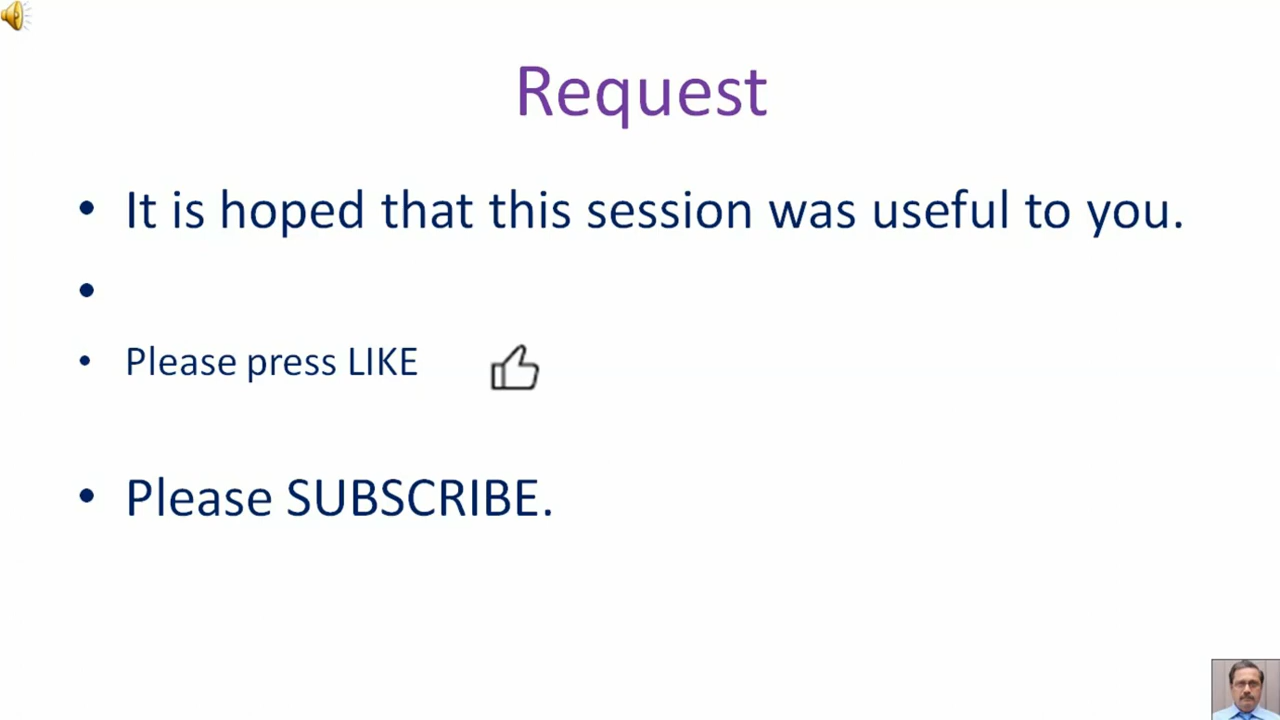 Request
• It is hoped that this session was useful to you.
•
• Please press LIKE
• Please SUBSCRIBE.